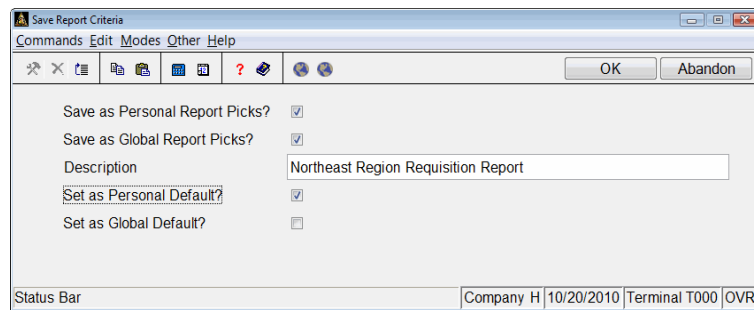 Save Report Criteria
Commands Edit Modes Other Help
? OK Abandon
Save as Personal Report Picks?
Save as Global Report Picks?
Description Northeast Region Requisition Report
Set as Personal Default?
Set as Global Default?
Status Bar Company H 10/20/2010 Terminal T000 OVR